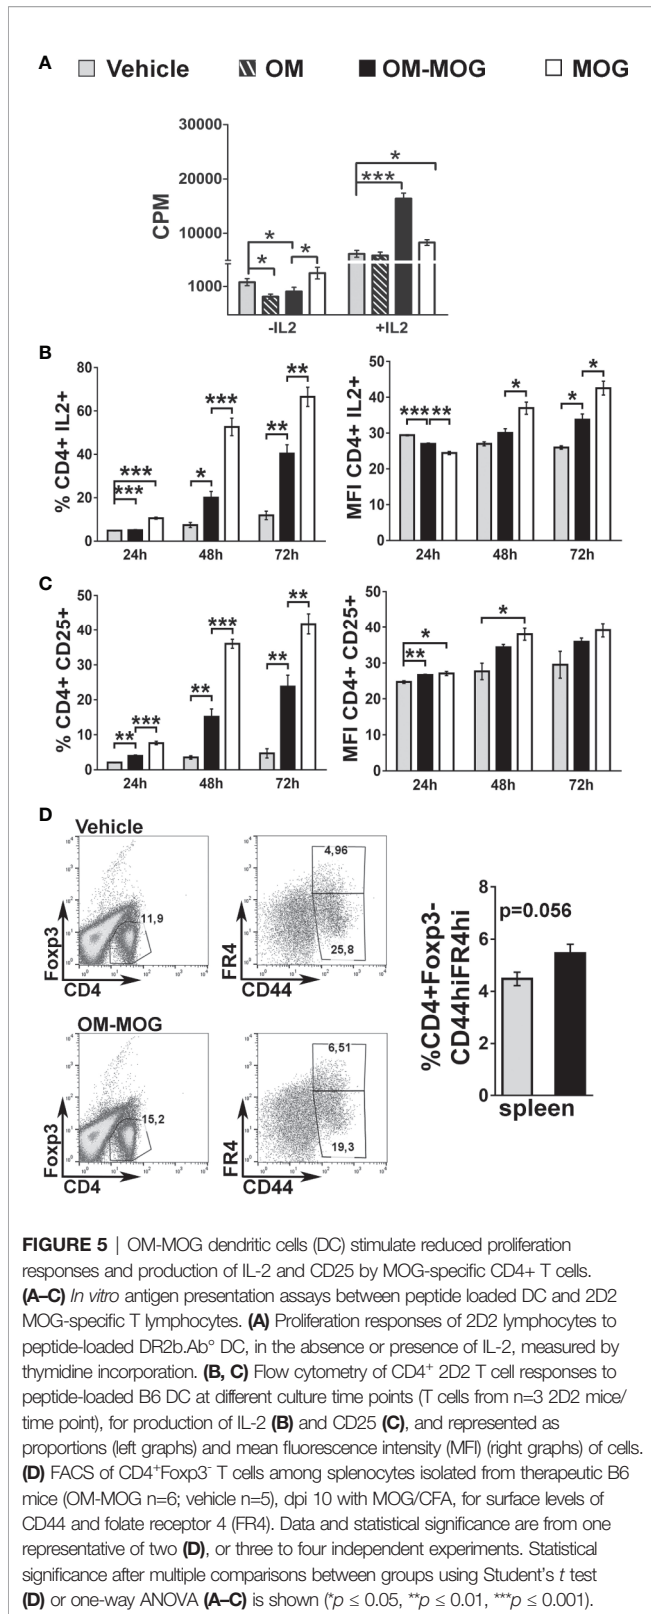 A
Vehicle OM OM-MOG MOG
30000
20000
10000
1000
CPM
* * * *** *
-IL2 +IL2
B
80
60
40
20
0
% CD4+ IL2+
*** *** * *** ** **
24h 48h 72h
50
40
30
20
10
0
MFI CD4+ IL2+
*** ** * * *
24h 48h 72h
C
50
40
30
20
10
0
% CD4+ CD25+
** *** ** *** ** **
24h 48h 72h
50
40
30
20
10
0
MFI CD4+ CD25+
** * *
24h 48h 72h
D
Vehicle
11,9
Foxp3
CD4
4,96
25,8
FR4
CD44
OM-MOG
15,2
Foxp3
CD4
6,51
19,3
FR4
CD44
8
6
4
2
0
p=0.056
%CD4+Foxp3-
CD44hiFR4hi
spleen
FIGURE 5 | OM-MOG dendritic cells (DC) stimulate reduced proliferation
responses and production of IL-2 and CD25 by MOG-specific CD4+ T cells.
(A–C) In vitro antigen presentation assays between peptide loaded DC and 2D2
MOG-specific T lymphocytes. (A) Proliferation responses of 2D2 lymphocytes to
peptide-loaded DR2b.Ab° DC, in the absence or presence of IL-2, measured by
thymidine incorporation. (B, C) Flow cytometry of CD4⁺ 2D2 T cell responses to
peptide-loaded B6 DC at different culture time points (T cells from n=3 2D2 mice/
time point), for production of IL-2 (B) and CD25 (C), and represented as
proportions (left graphs) and mean fluorescence intensity (MFI) (right graphs) of cells.
(D) FACS of CD4⁺Foxp3⁻ T cells among splenocytes isolated from therapeutic B6
mice (OM-MOG n=6; vehicle n=5), dpi 10 with MOG/CFA, for surface levels of
CD44 and folate receptor 4 (FR4). Data and statistical significance are from one
representative of two (D), or three to four independent experiments. Statistical
significance after multiple comparisons between groups using Student's t test
(D) or one-way ANOVA (A–C) is shown (*p ≤ 0.05, **p ≤ 0.01, ***p ≤ 0.001).